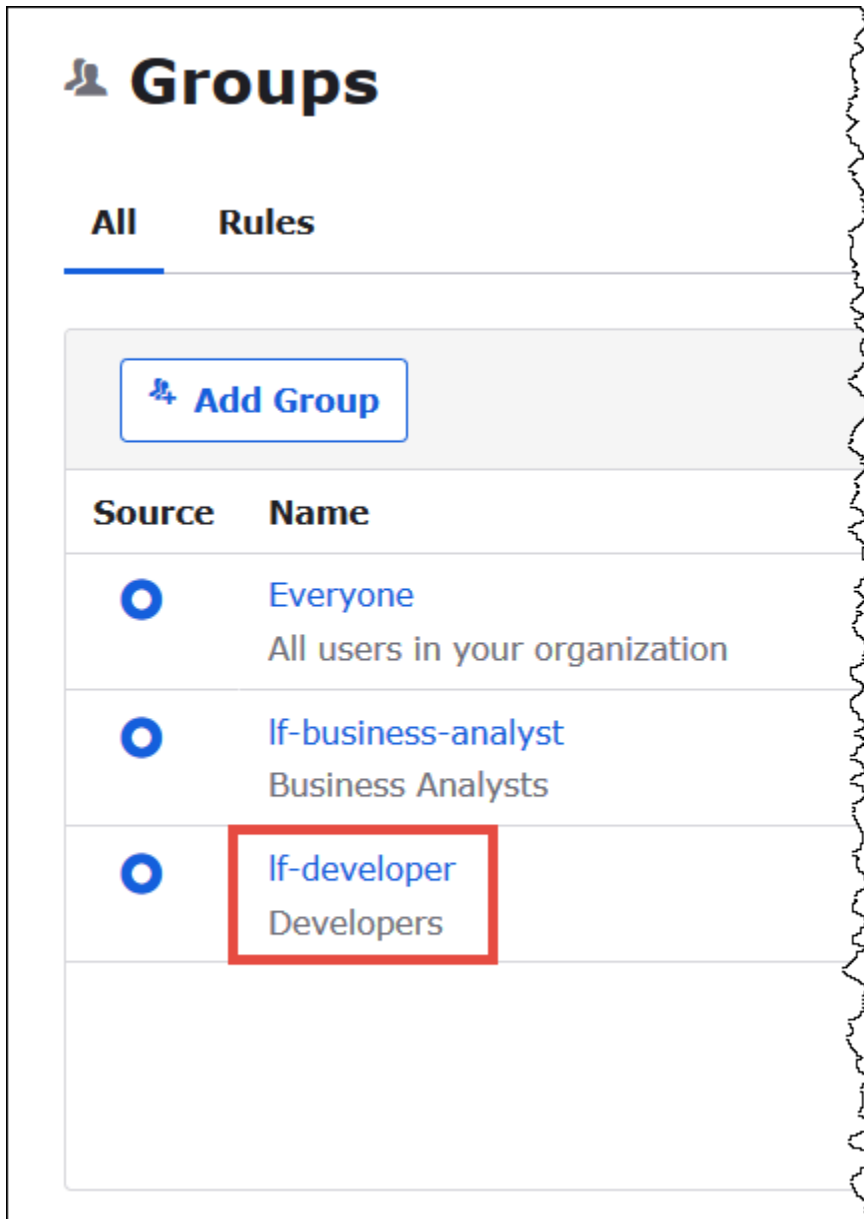 Groups
All Rules
Add Group
Source Name
Everyone
All users in your organization
lf-business-analyst
Business Analysts
lf-developer
Developers